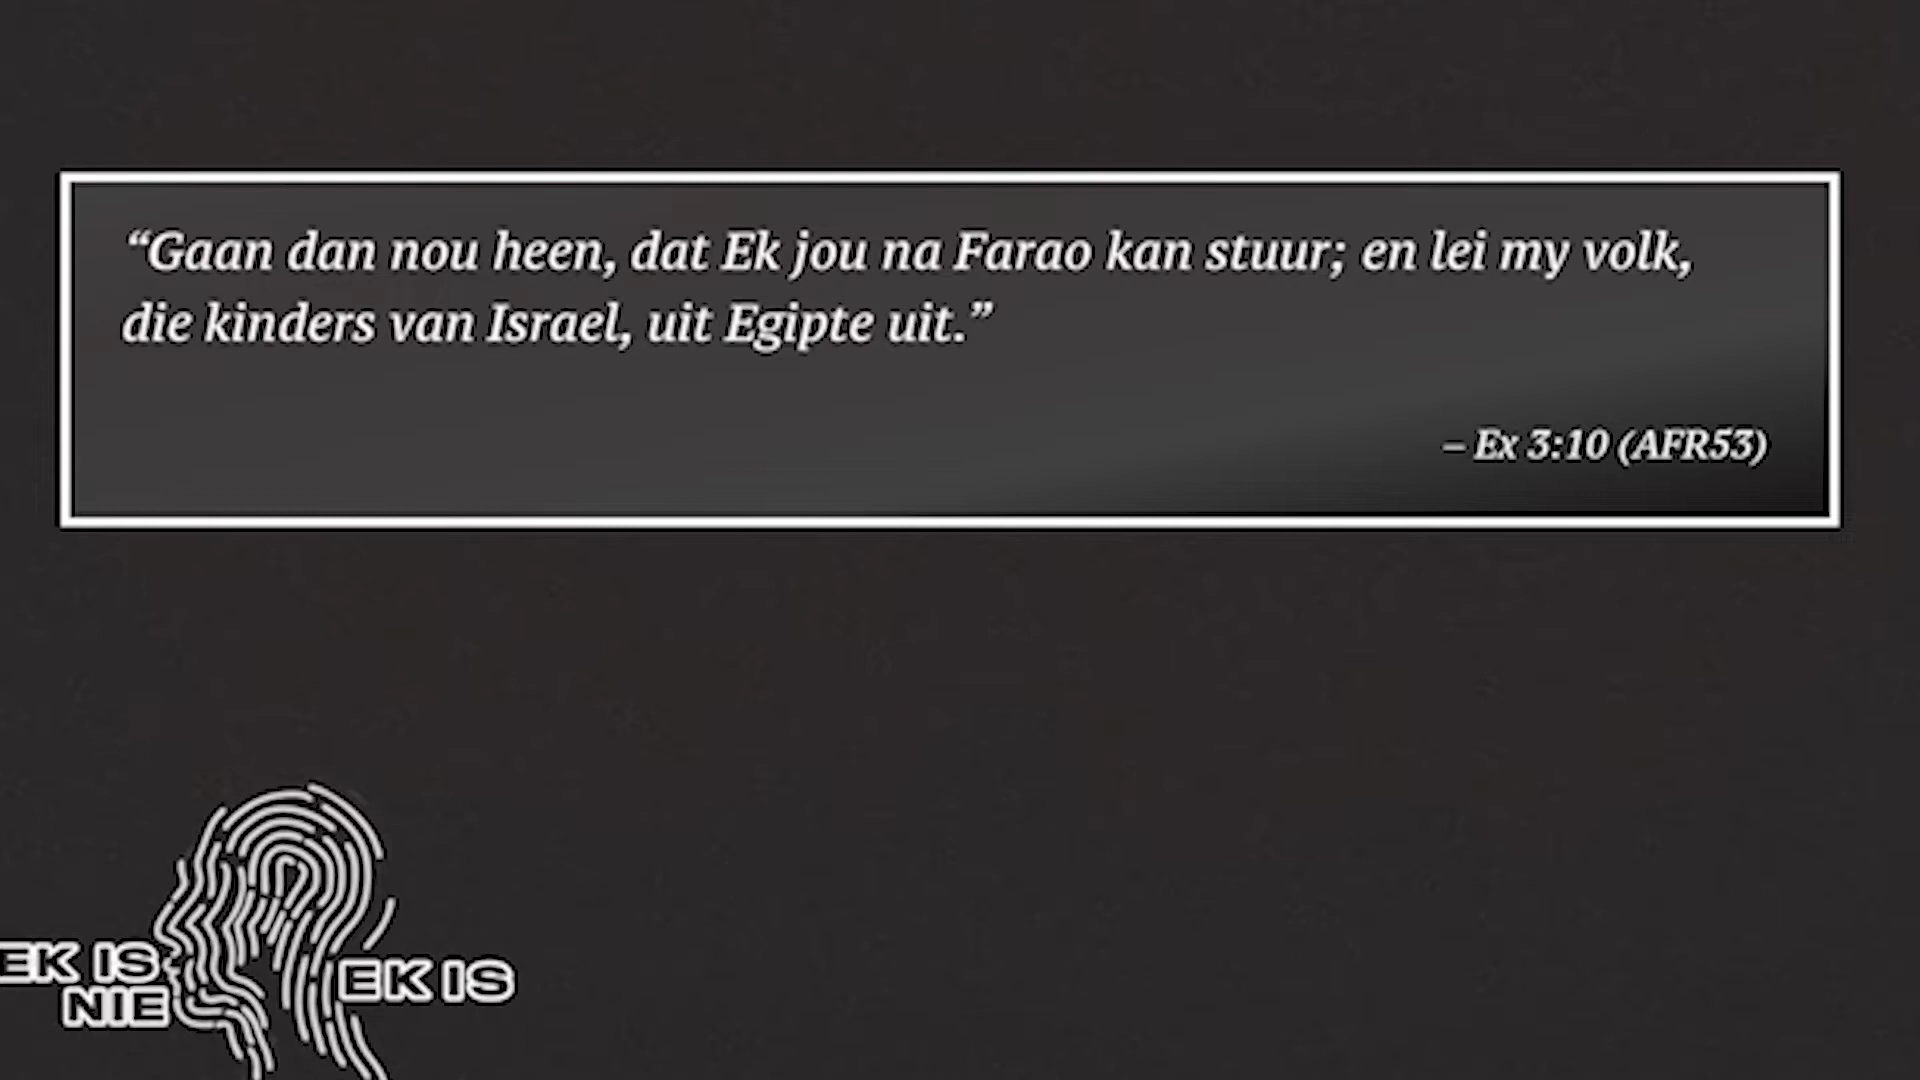 “Gaan dan nou heen, dat Ek jou na Farao kan stuur; en lei my volk,
die kinders van Israel, uit Egipte uit.”
– Ex 3:10 (AFR53)
EK IS
NIE
EK IS